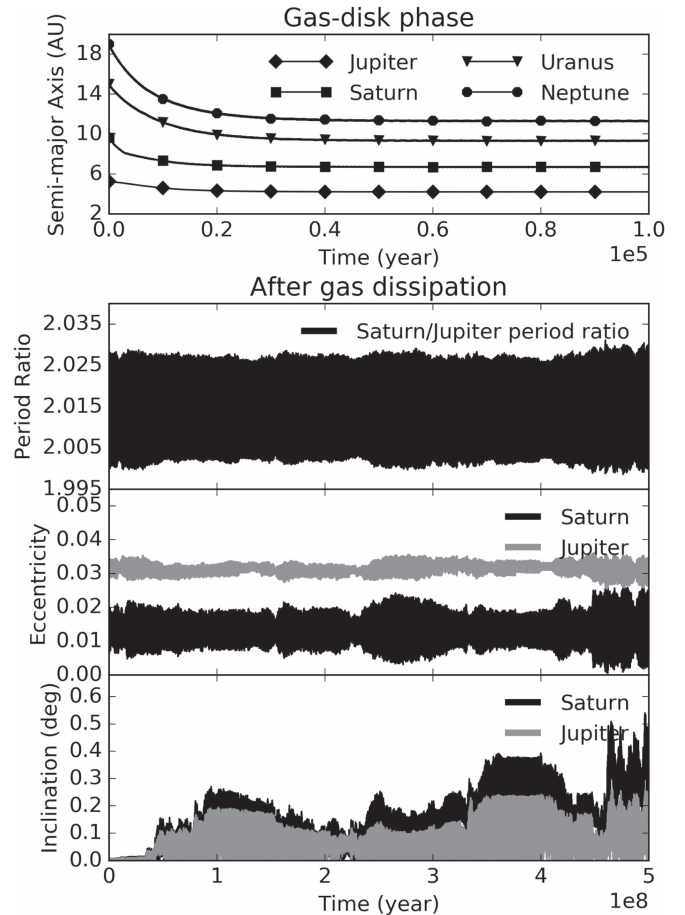 Gas-disk phase
Semi-major Axis (AU)
18
14
10
6
2
Jupiter
Saturn
Uranus
Neptune
0.0 0.2 0.4 0.6 0.8 1.0
Time (year)
1e5
After gas dissipation
Period Ratio
2.035
2.025
2.015
2.005
1.995
Saturn/Jupiter period ratio
Eccentricity
0.05
0.04
0.03
0.02
0.01
0.00
Saturn
Jupiter
Inclination (deg)
0.6
0.5
0.4
0.3
0.2
0.1
0.0
Saturn
Jupiter
0 1 2 3 4 5
Time (year)
1e8